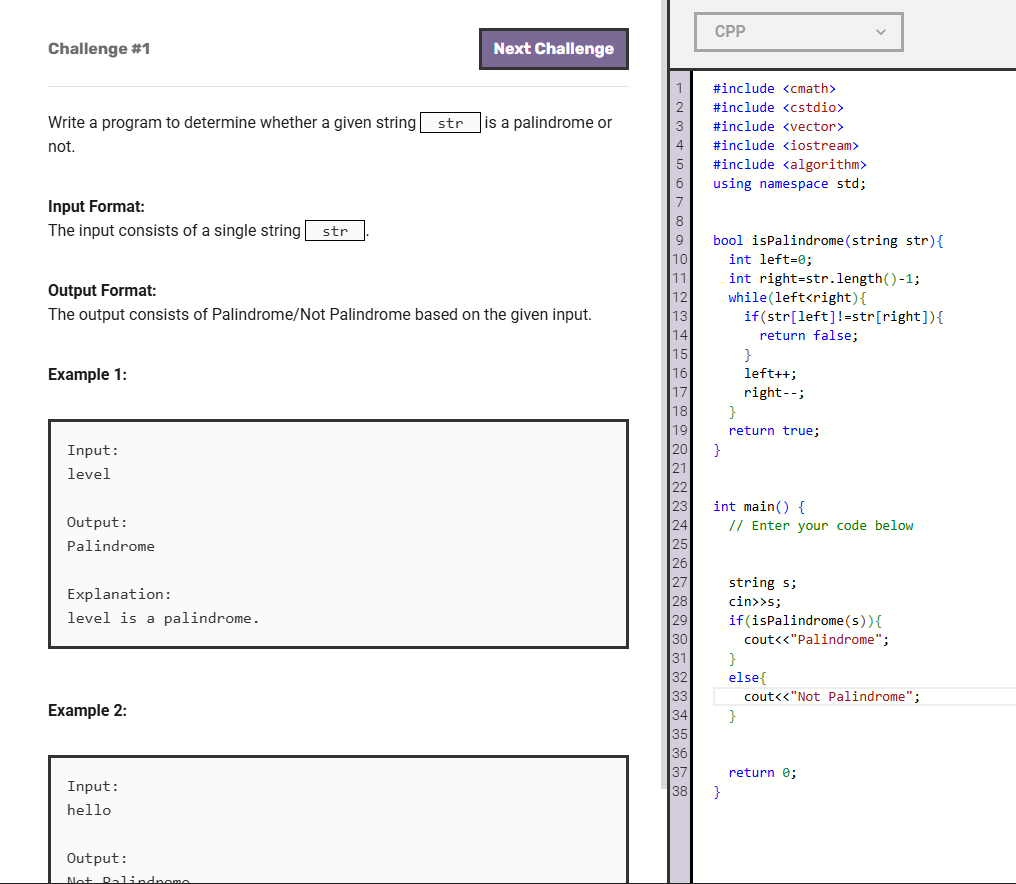 Challenge #1
Next Challenge
Write a program to determine whether a given string str is a palindrome or
not.
Input Format:
The input consists of a single string str.
Output Format:
The output consists of Palindrome/Not Palindrome based on the given input.
Example 1:
Input:
level
Output:
Palindrome
Explanation:
level is a palindrome.
Example 2:
Input:
hello
Output:
Not Palindrome
CPP
1 #include <cmath>
2 #include <cstdio>
3 #include <vector>
4 #include <iostream>
5 #include <algorithm>
6 using namespace std;
7
8
9 bool isPalindrome(string str){
10 int left=0;
11 int right=str.length()-1;
12 while(left<right){
13 if(str[left]!=str[right]){
14 return false;
15 }
16 left++;
17 right--;
18 }
19 return true;
20 }
21
22
23 int main() {
24 // Enter your code below
25
26
27 string s;
28 cin>>s;
29 if(isPalindrome(s)){
30 cout<<"Palindrome";
31 }
32 else{
33 cout<<"Not Palindrome";
34 }
35
36
37 return 0;
38 }